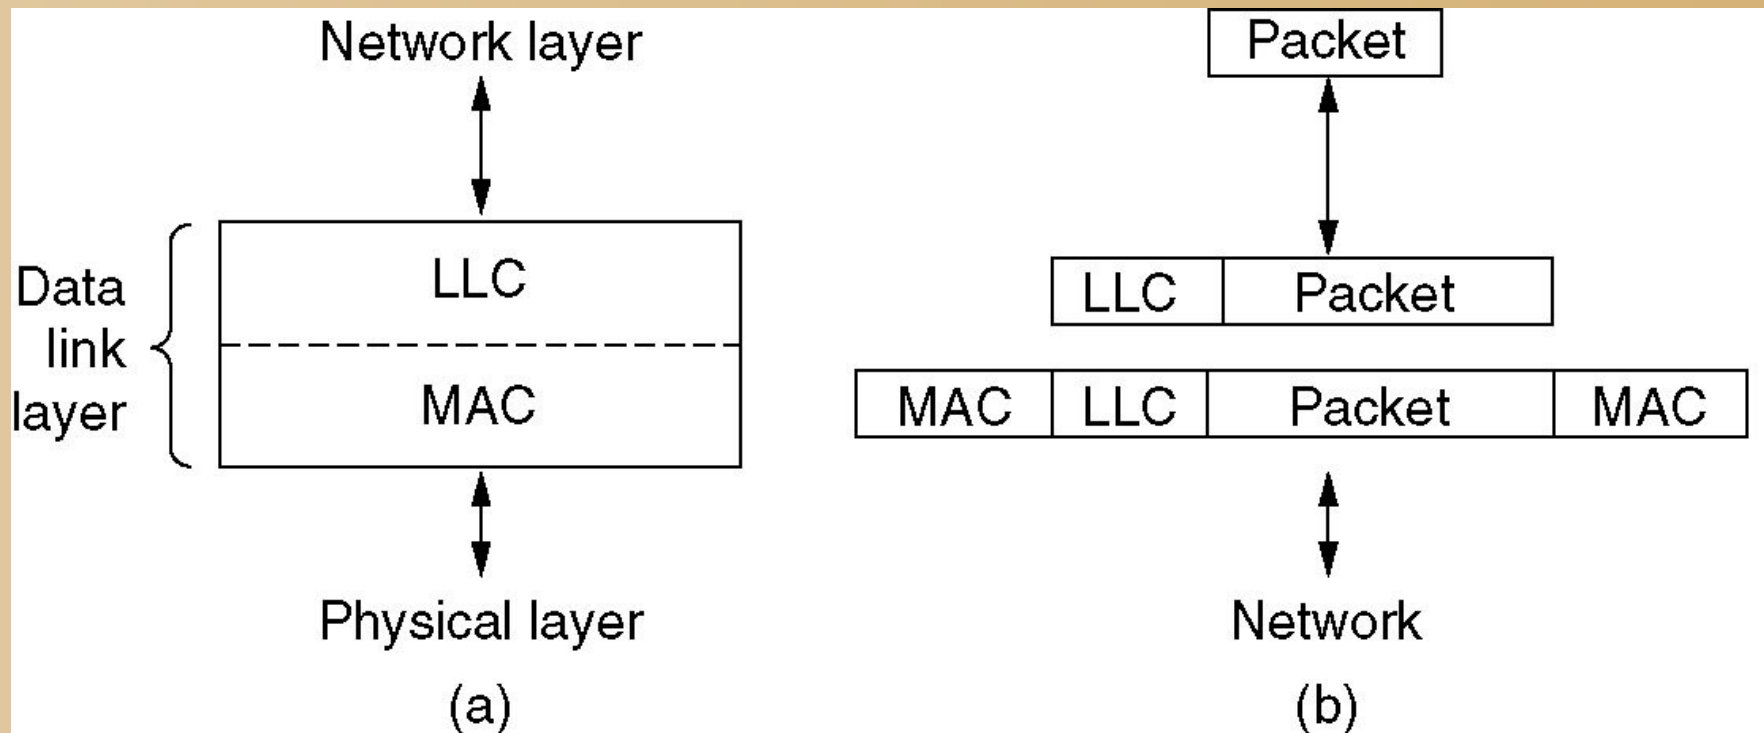 Network layer
Data
link
layer
LLC
MAC
Physical layer
(a)
Packet
LLC Packet
MAC LLC Packet MAC
Network
(b)